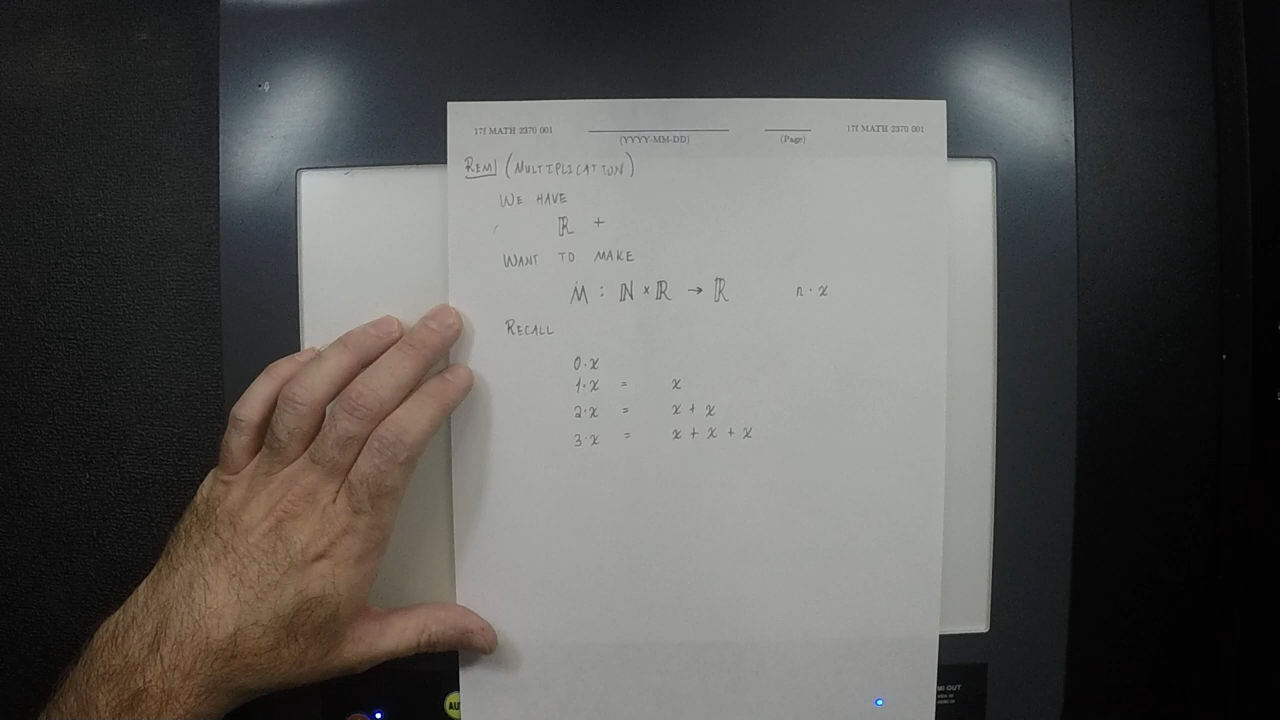 17f MATH 2370 001 (YYYY-MM-DD) (Page) 17f MATH 2370 001
REM (MULTIPLICATION)
WE HAVE
ℝ +
WANT TO MAKE
M : ℕ × ℝ → ℝ n · x
RECALL
0·x
1·x = x
2·x = x + x
3·x = x + x + x